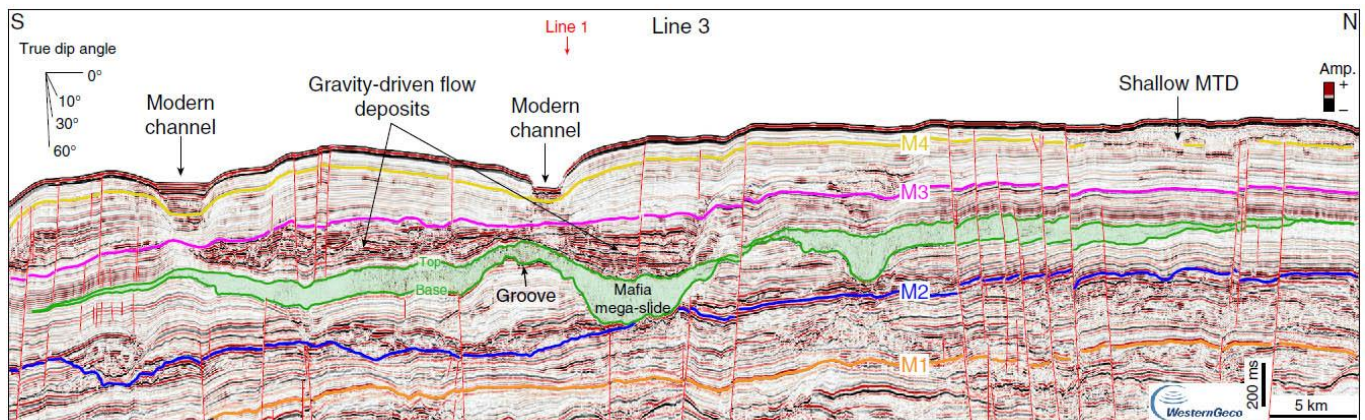 S
Line 1
Line 3
N
True dip angle
0°
10°
30°
60°
Modern
channel
Gravity-driven flow
deposits
Modern
channel
Shallow MTD
Amp.
+
–
M4
M3
Top
Base
Groove
Mafia
mega-slide
M2
M1
WesternGeco
200 ms
5 km